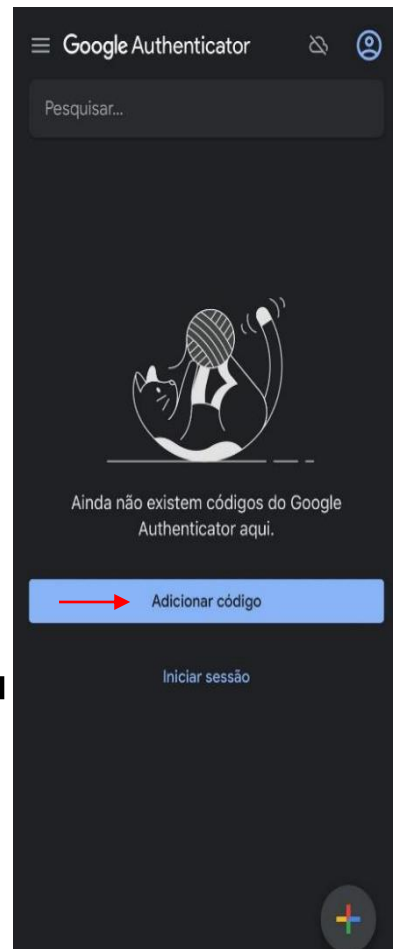 Google Authenticator
Pesquisar...
Ainda não existem códigos do Google
Authenticator aqui.
Adicionar código
Iniciar sessão